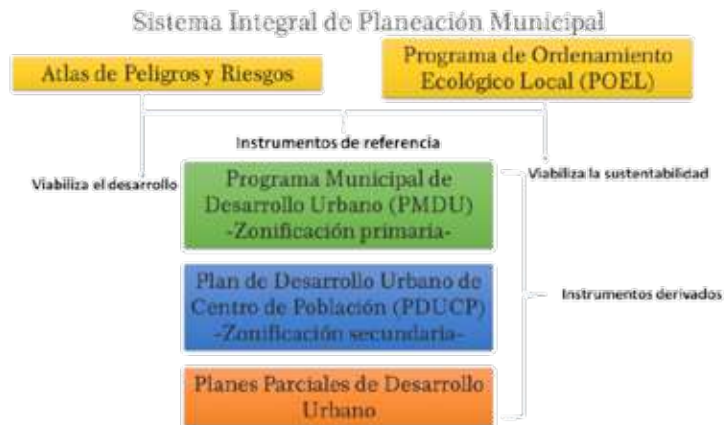 Sistema Integral de Planeación Municipal
Atlas de Peligros y Riesgos
Programa de Ordenamiento
Ecológico Local (POEL)
Instrumentos de referencia
Viabiliza el desarrollo
Viabiliza la sustentabilidad
Programa Municipal de
Desarrollo Urbano (PMDU)
-Zonificación primaria-
Plan de Desarrollo Urbano de
Centro de Población (PDUCP)
-Zonificación secundaria-
Instrumentos derivados
Planes Parciales de Desarrollo
Urbano